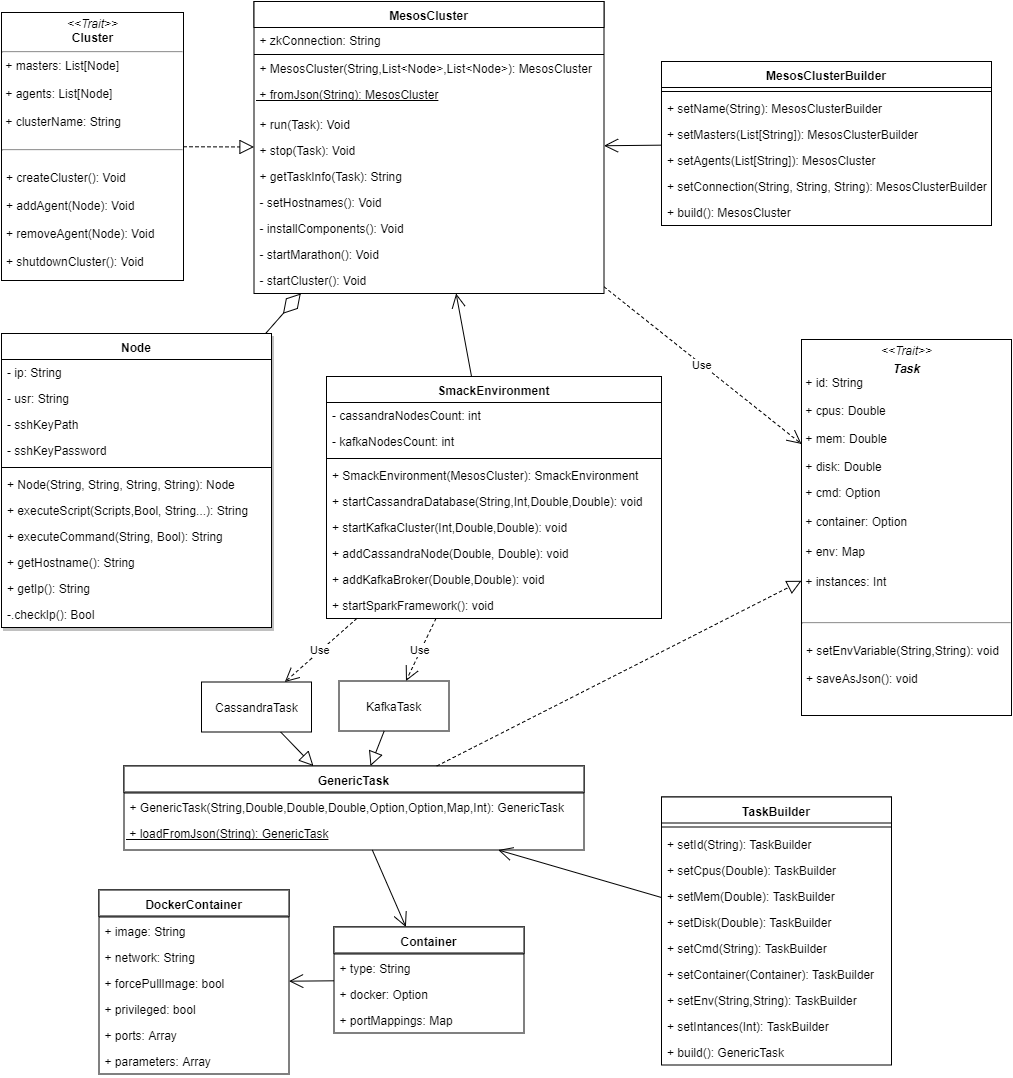 <<Trait>>
Cluster
+ masters: List[Node]
+ agents: List[Node]
+ clusterName: String
+ createCluster(): Void
+ addAgent(Node): Void
+ removeAgent(Node): Void
+ shutdownCluster(): Void
MesosCluster
+ zkConnection: String
+ MesosCluster(String,List<Node>,List<Node>): MesosCluster
+ fromJson(String): MesosCluster
+ run(Task): Void
+ stop(Task): Void
+ getTaskInfo(Task): String
- setHostnames(): Void
- installComponents(): Void
- startMarathon(): Void
- startCluster(): Void
MesosClusterBuilder
+ setName(String): MesosClusterBuilder
+ setMasters(List[String]): MesosClusterBuilder
+ setAgents(List[String]): MesosCluster
+ setConnection(String, String, String): MesosClusterBuilder
+ build(): MesosCluster
Node
- ip: String
- usr: String
- sshKeyPath
- sshKeyPassword
+ Node(String, String, String, String): Node
+ executeScript(Scripts,Bool, String...): String
+ executeCommand(String, Bool): String
+ getHostname(): String
+ getIp(): String
-.checkIp(): Bool
SmackEnvironment
- cassandraNodesCount: int
- kafkaNodesCount: int
+ SmackEnvironment(MesosCluster): SmackEnvironment
+ startCassandraDatabase(String,Int,Double,Double): void
+ startKafkaCluster(Int,Double,Double): void
+ addCassandraNode(Double, Double): void
+ addKafkaBroker(Double,Double): void
+ startSparkFramework(): void
Use
<<Trait>>
Task
+ id: String
+ cpus: Double
+ mem: Double
+ disk: Double
+ cmd: Option
+ container: Option
+ env: Map
+ instances: Int
+ setEnvVariable(String,String): void
+ saveAsJson(): void
Use
Use
CassandraTask
KafkaTask
GenericTask
+ GenericTask(String,Double,Double,Double,Option,Option,Map,Int): GenericTask
+ loadFromJson(String): GenericTask
TaskBuilder
+ setId(String): TaskBuilder
+ setCpus(Double): TaskBuilder
+ setMem(Double): TaskBuilder
+ setDisk(Double): TaskBuilder
+ setCmd(String): TaskBuilder
+ setContainer(Container): TaskBuilder
+ setEnv(String,String): TaskBuilder
+ setIntances(Int): TaskBuilder
+ build(): GenericTask
DockerContainer
+ image: String
+ network: String
+ forcePullImage: bool
+ privileged: bool
+ ports: Array
+ parameters: Array
Container
+ type: String
+ docker: Option
+ portMappings: Map